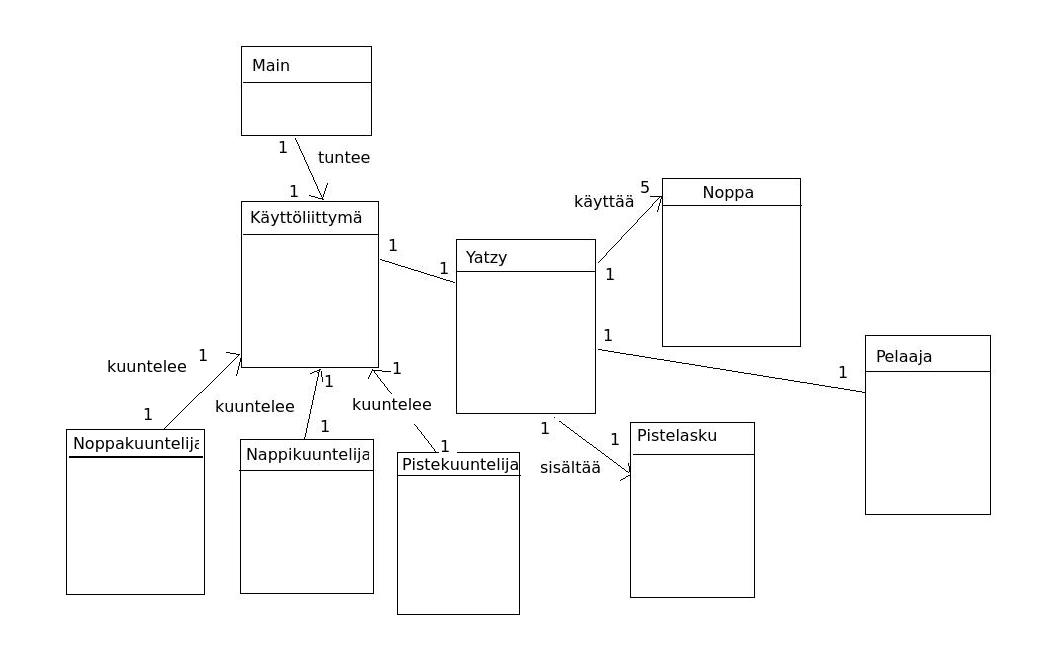 Main
1
tuntee
1
Käyttöliittymä
1
1
Yatzy
käyttää
5
Noppa
1
1
1
Pelaaja
kuuntelee
1
1
Noppakuuntelija
kuuntelee
1
1
Nappikuuntelija
kuuntelee
1
1
Pistekuuntelija
1
1
sisältää
Pistelasku